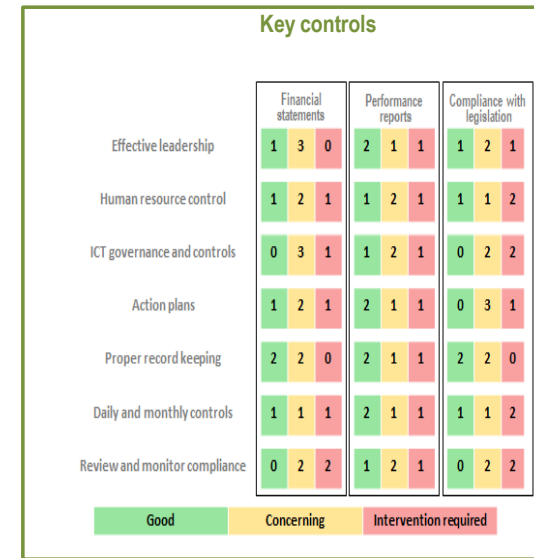 Key controls
Financial statements Performance reports Compliance with legislation
Effective leadership 1 3 0 2 1 1 1 2 1
Human resource control 1 2 1 1 2 1 1 1 2
ICT governance and controls 0 3 1 1 2 1 0 2 2
Action plans 1 2 1 2 1 1 0 3 1
Proper record keeping 2 2 0 2 1 1 2 2 0
Daily and monthly controls 1 1 1 2 1 1 1 1 2
Review and monitor compliance 0 2 2 1 2 1 0 2 2
Good Concerning Intervention required